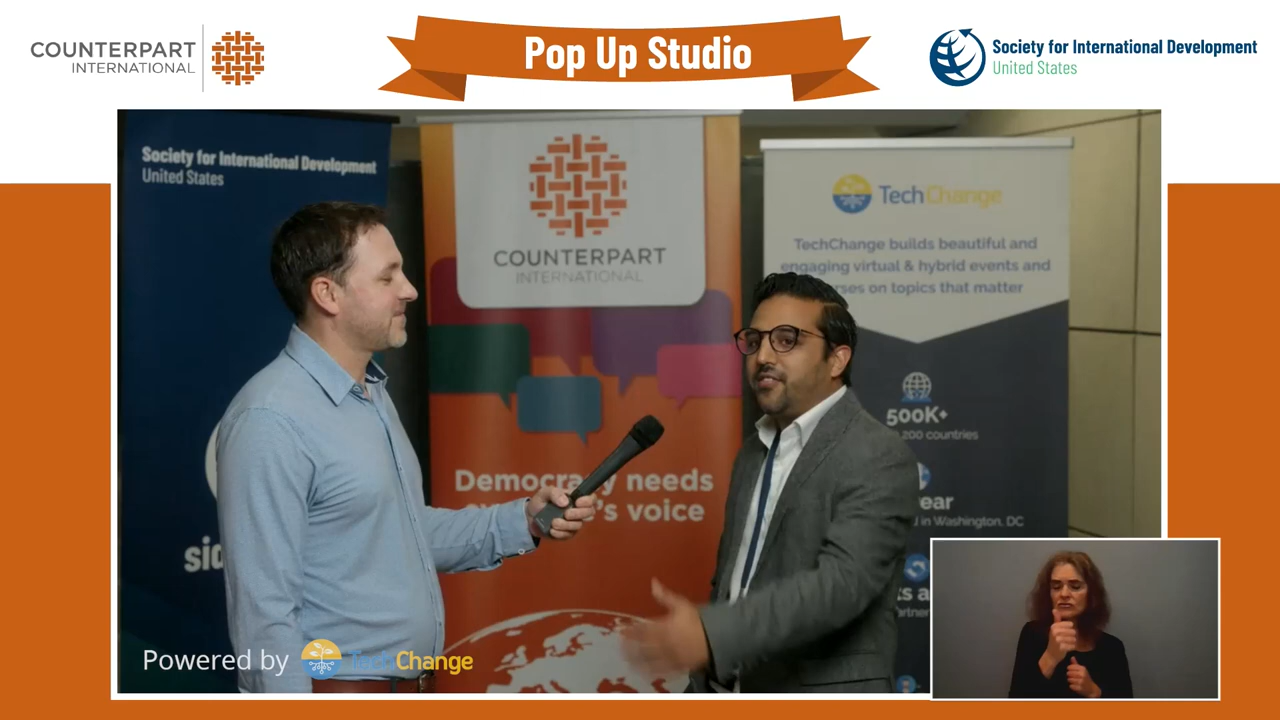 COUNTERPART
INTERNATIONAL
Pop Up Studio
Society for International Development
United States
Society for International Development
United States
COUNTERPART
INTERNATIONAL
TechChange
TechChange builds beautiful and
engaging virtual & hybrid events and
on topics that matter
500K+
200 countries
in Washington, DC
Democracy needs
voice
Powered by TechChange